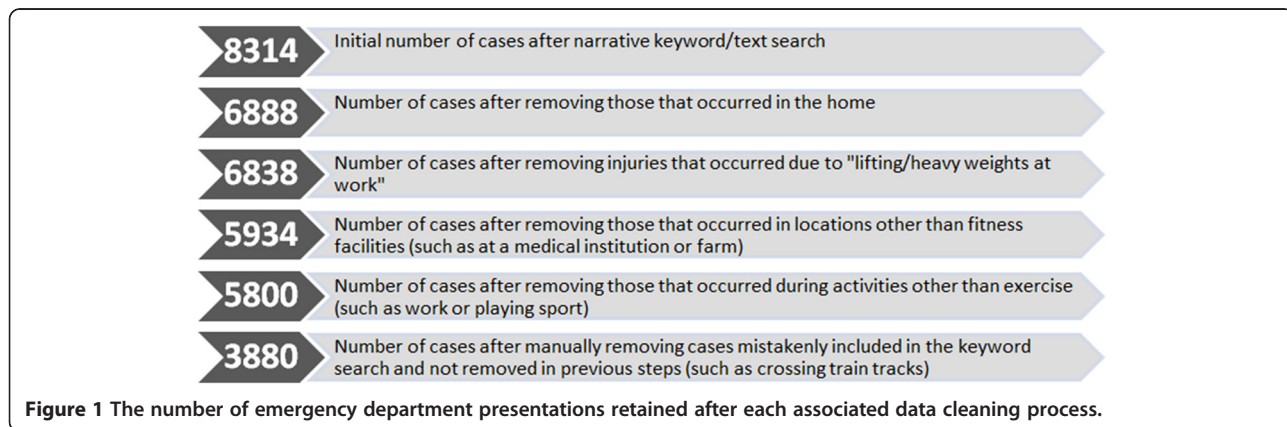 8314
Initial number of cases after narrative keyword/text search
6888
Number of cases after removing those that occurred in the home
6838
Number of cases after removing injuries that occurred due to "lifting/heavy weights at
work"
5934
Number of cases after removing those that occurred in locations other than fitness
facilities (such as at a medical institution or farm)
5800
Number of cases after removing those that occurred during activities other than exercise
(such as work or playing sport)
3880
Number of cases after manually removing cases mistakenly included in the keyword
search and not removed in previous steps (such as crossing train tracks)
Figure 1 The number of emergency department presentations retained after each associated data cleaning process.